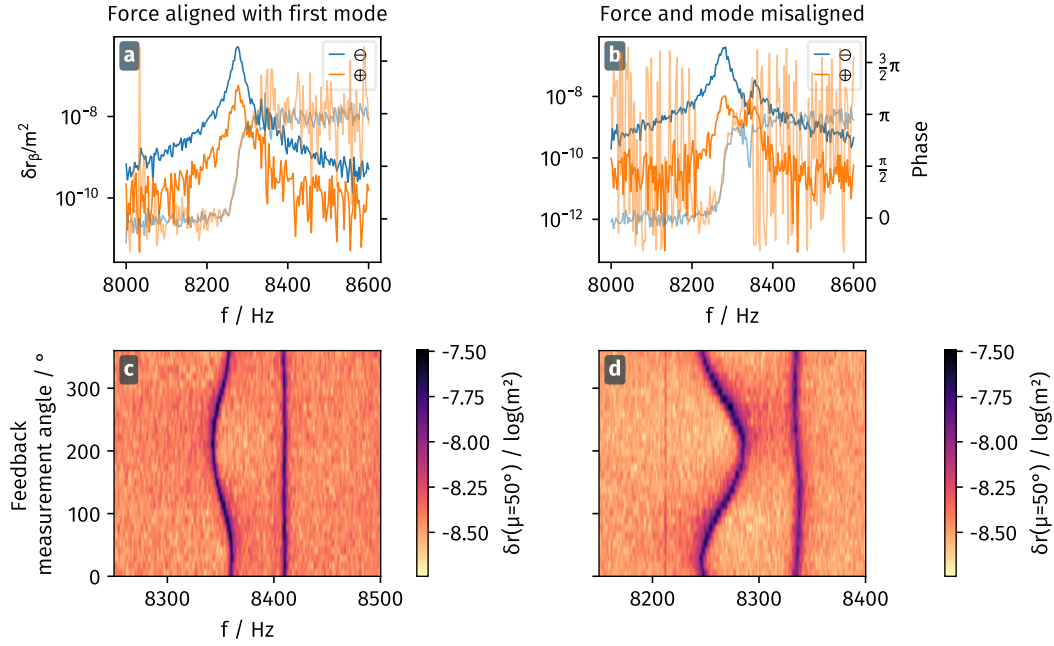 Force aligned with first mode
Force and mode misaligned
a
⊖
⊕
δrᵦ/m²
10⁻⁸
10⁻¹⁰
8000 8200 8400 8600
f / Hz
b
⊖
⊕
10⁻⁸
10⁻¹⁰
10⁻¹²
3/2 π
π
π/2
0
Phase
8000 8200 8400 8600
f / Hz
c
Feedback
measurement angle / °
300
200
100
0
8300 8400 8500
f / Hz
-7.50
-7.75
-8.00
-8.25
-8.50
δr(μ=50°) / log(m²)
d
8200 8300 8400
-7.50
-7.75
-8.00
-8.25
-8.50
δr(μ=50°) / log(m²)